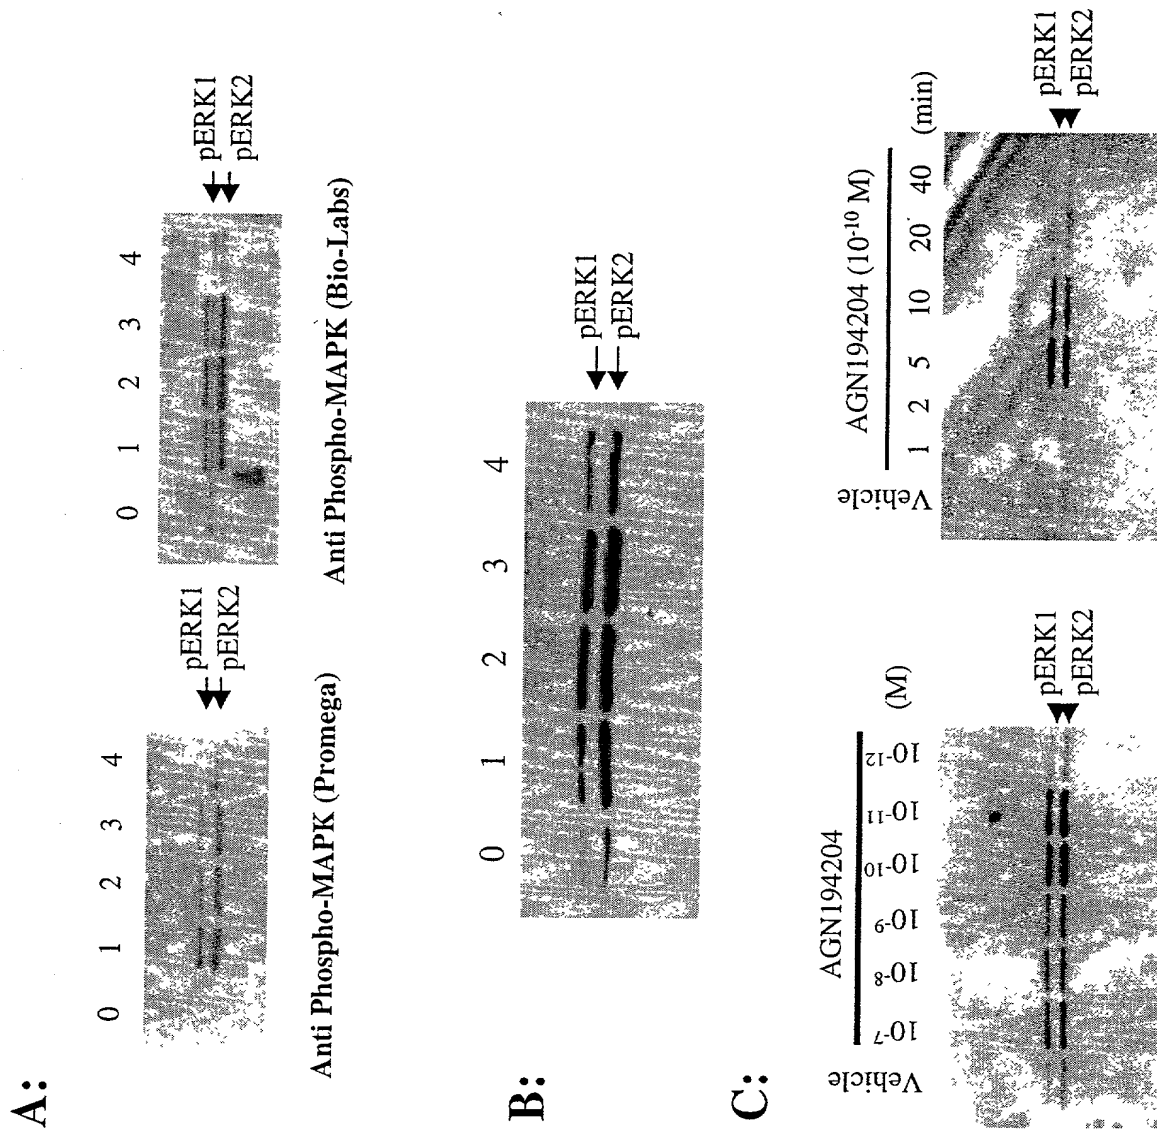 A:
0 1 2 3 4
pERK1
pERK2
Anti Phospho-MAPK (Promega)
0 1 2 3 4
pERK1
pERK2
Anti Phospho-MAPK (Bio-Labs)
B:
0 1 2 3 4
pERK1
pERK2
C:
AGN194204
Vehicle 10-7 10-8 10-9 10-10 10-11 10-12 (M)
pERK1
pERK2
AGN194204 (10-10 M)
Vehicle 1 2 5 10 20 40 (min)
pERK1
pERK2